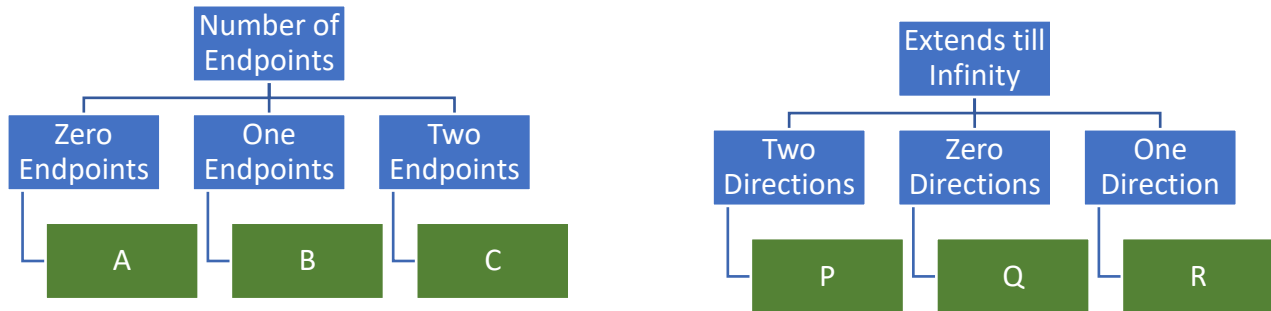 Number of
Endpoints
Zero
Endpoints
One
Endpoints
Two
Endpoints
A
B
C
Extends till
Infinity
Two
Directions
Zero
Directions
One
Direction
P
Q
R